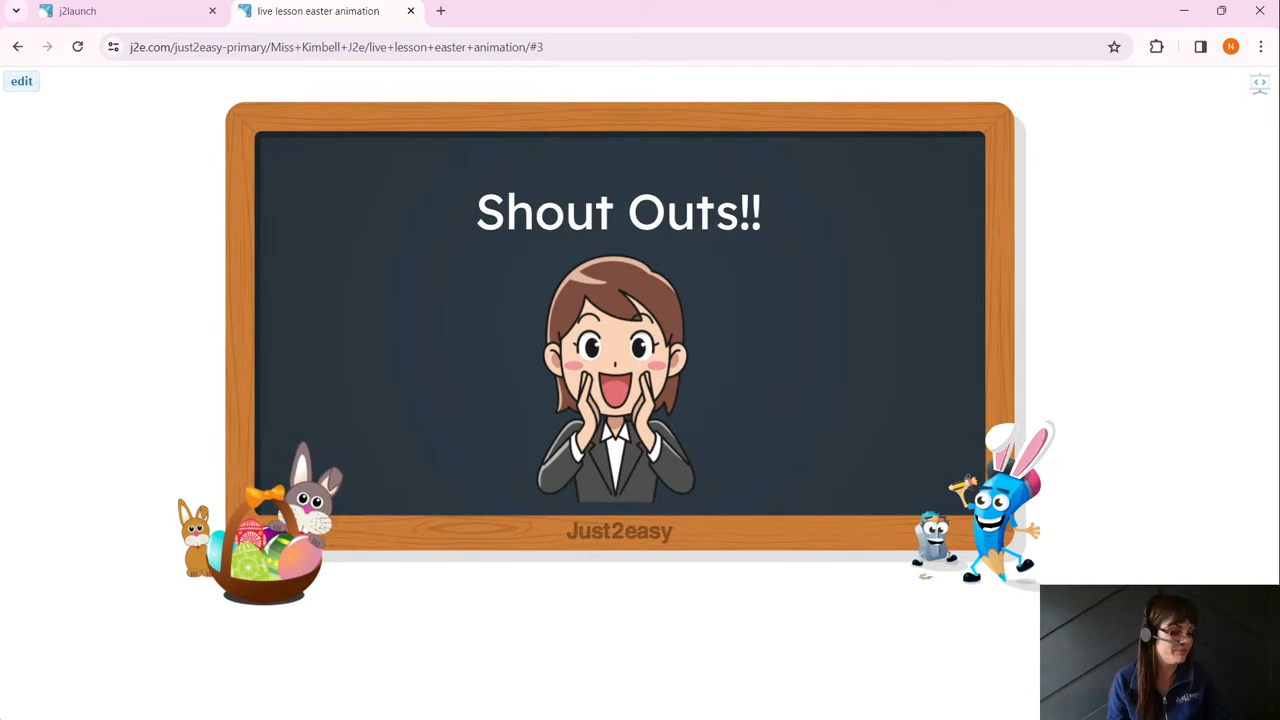 j2launch
live lesson easter animation
j2e.com/just2easy-primary/Miss+Kimbell+J2e/live+lesson+easter+animation/#3
N
edit
Shout Outs!!
Just2easy